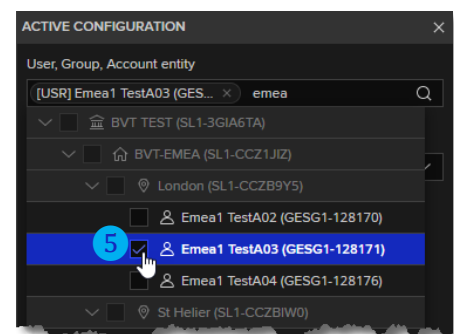 ACTIVE CONFIGURATION
User, Group, Account entity
[USR] Emea1 TestA03 (GES... × emea
BVT TEST (SL1-3GIA6TA)
BVT-EMEA (SL1-CCZ1JIZ)
London (SL1-CCZB9Y5)
Emea1 TestA02 (GESG1-128170)
5 Emea1 TestA03 (GESG1-128171)
Emea1 TestA04 (GESG1-128176)
St Helier (SL1-CCZBIW0)